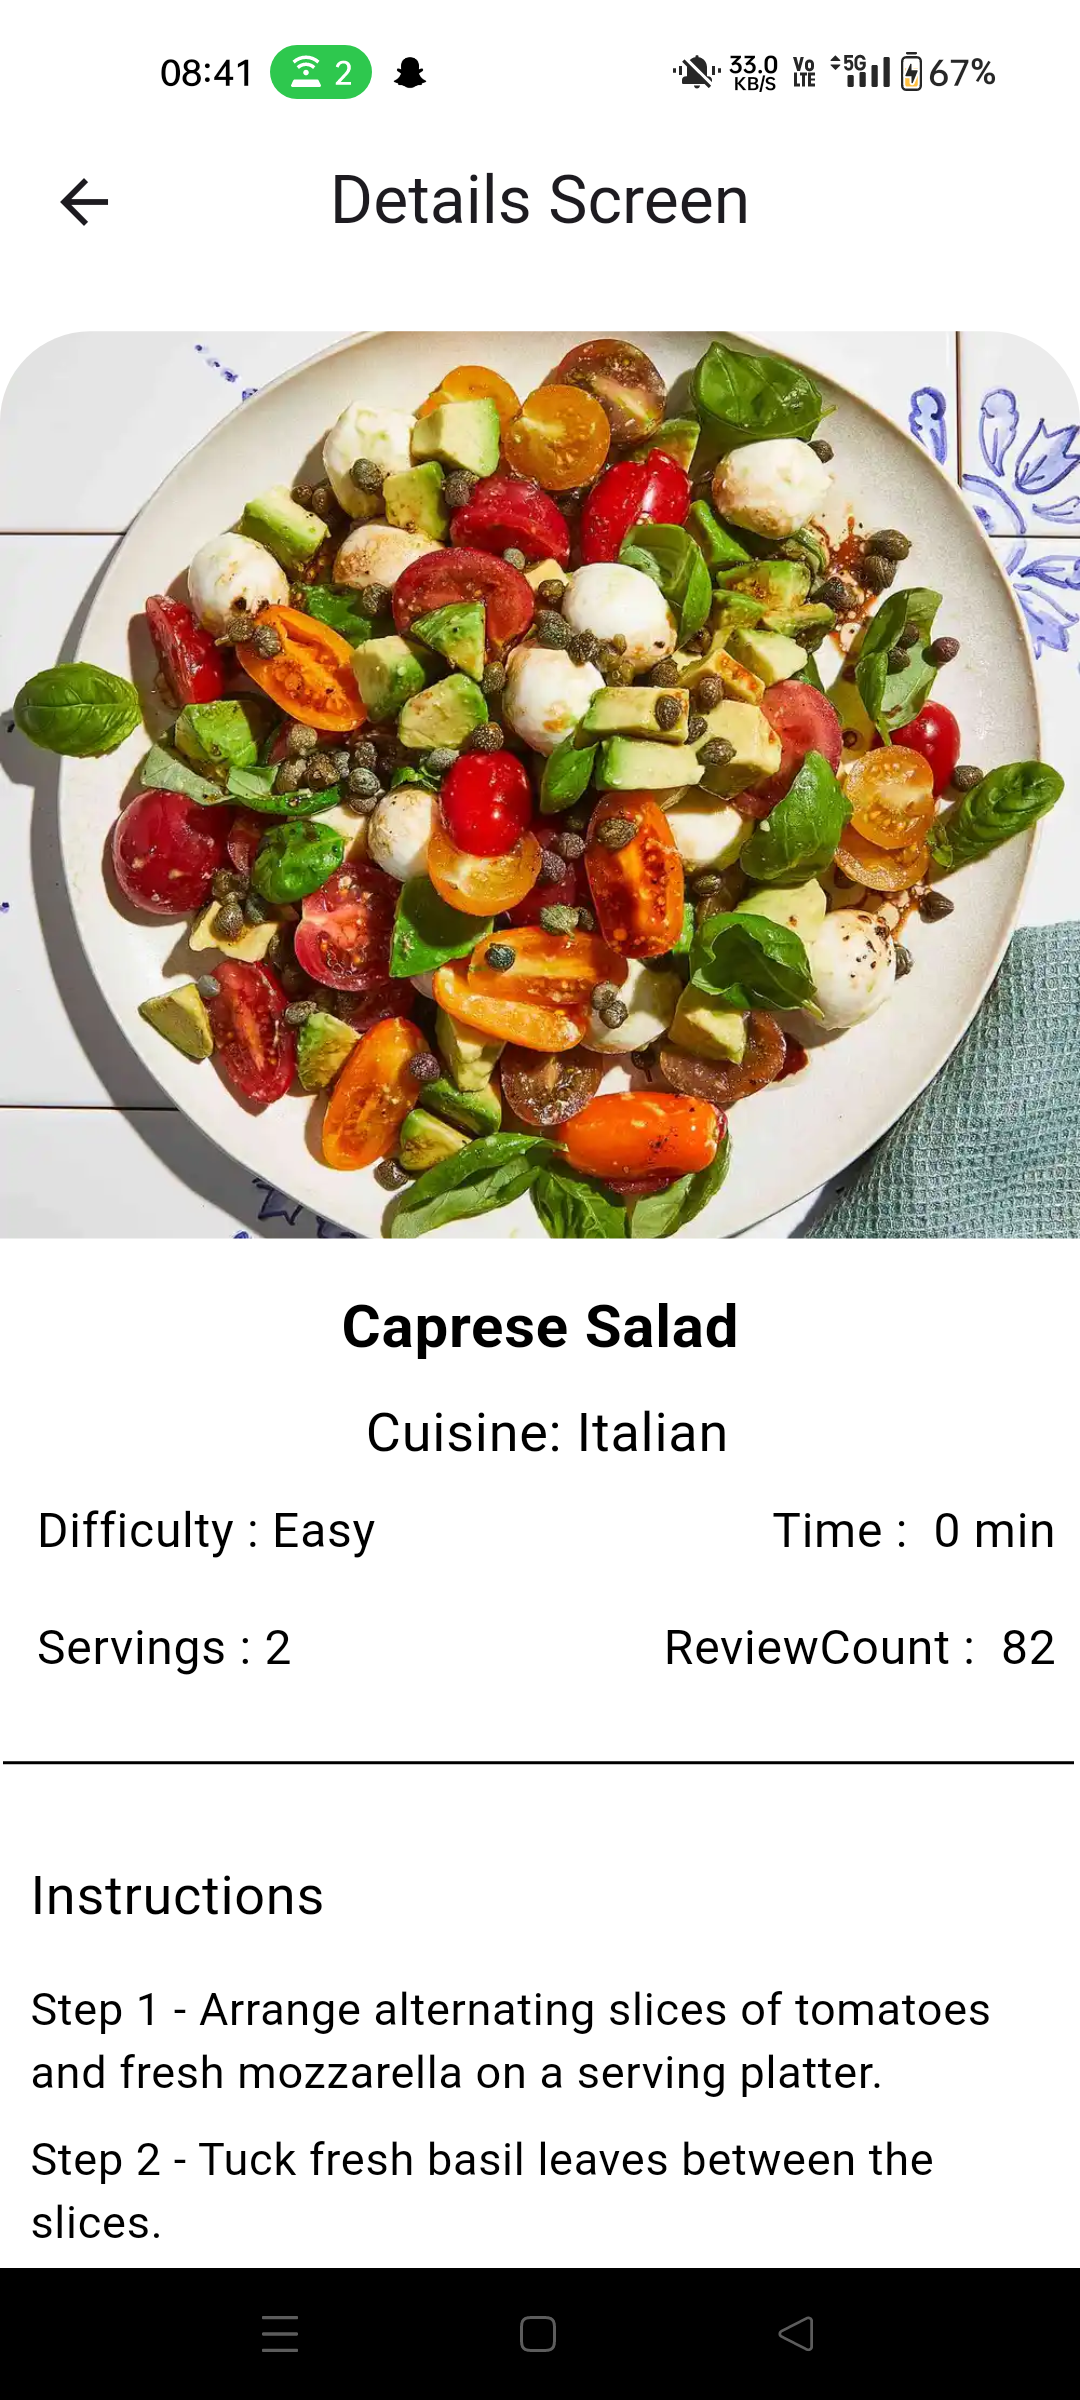 08:41 2 33.0 KB/S Vo LTE 5G 67%
Details Screen
Caprese Salad
Cuisine: Italian
Difficulty : Easy Time :  0 min
Servings : 2 ReviewCount :  82
Instructions
Step 1 - Arrange alternating slices of tomatoes
and fresh mozzarella on a serving platter.
Step 2 - Tuck fresh basil leaves between the
slices.